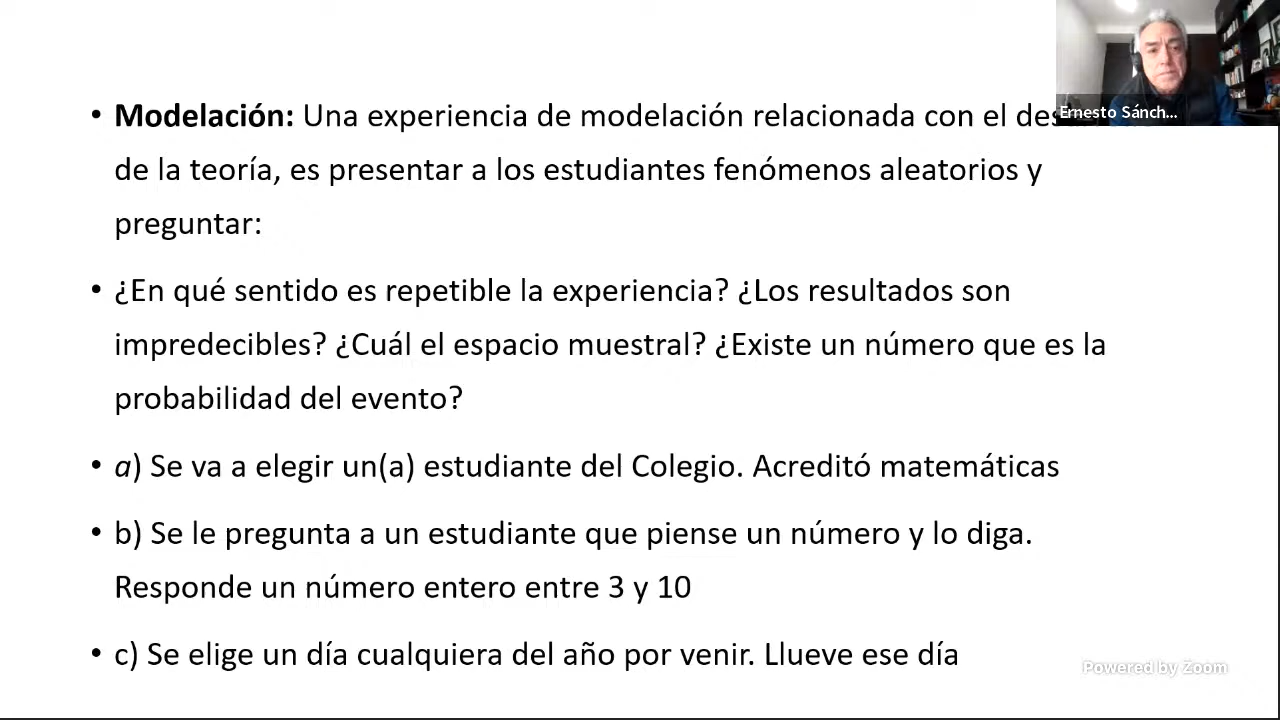 • Modelación: Una experiencia de modelación relacionada con el
de la teoría, es presentar a los estudiantes fenómenos aleatorios y
preguntar:
• ¿En qué sentido es repetible la experiencia? ¿Los resultados son
impredecibles? ¿Cuál el espacio muestral? ¿Existe un número que es la
probabilidad del evento?
• a) Se va a elegir un(a) estudiante del Colegio. Acreditó matemáticas
• b) Se le pregunta a un estudiante que piense un número y lo diga.
Responde un número entero entre 3 y 10
• c) Se elige un día cualquiera del año por venir. Llueve ese día
Ernesto Sánch...
Powered by Zoom